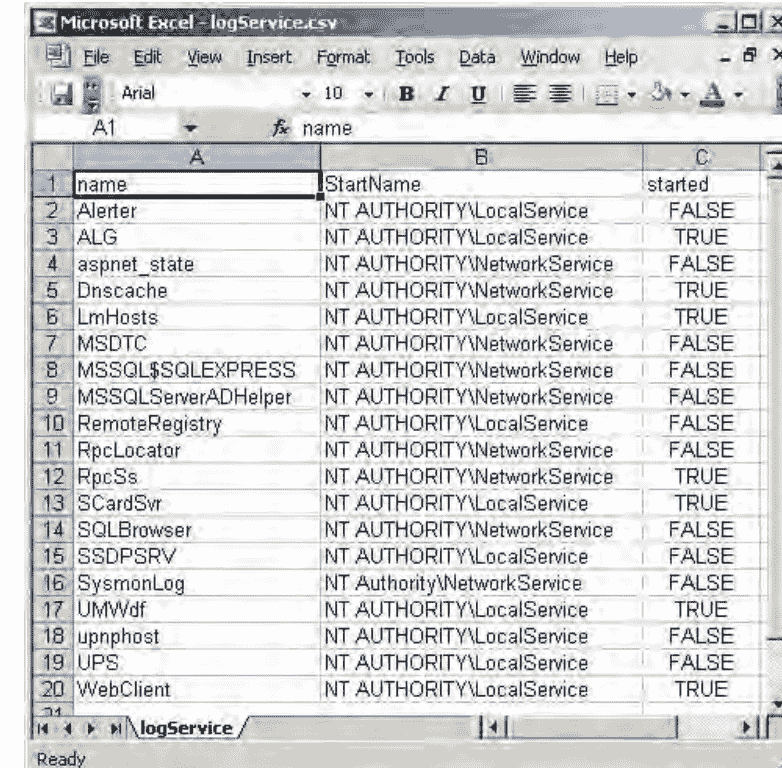 Microsoft Excel - logService.csv
File Edit View Insert Format Tools Data Window Help
Arial 10 B I U A
A1 fx name
A B C
1 name StartName started
2 Alerter NT AUTHORITY\LocalService FALSE
3 ALG NT AUTHORITY\LocalService TRUE
4 aspnet_state NT AUTHORITY\NetworkService FALSE
5 Dnscache NT AUTHORITY\NetworkService TRUE
6 LmHosts NT AUTHORITY\LocalService TRUE
7 MSDTC NT AUTHORITY\NetworkService FALSE
8 MSSQL$SQLEXPRESS NT AUTHORITY\NetworkService FALSE
9 MSSQLServerADHelper NT AUTHORITY\NetworkService FALSE
10 RemoteRegistry NT AUTHORITY\LocalService FALSE
11 RpcLocator NT AUTHORITY\NetworkService FALSE
12 RpcSs NT AUTHORITY\NetworkService TRUE
13 SCardSvr NT AUTHORITY\LocalService TRUE
14 SQLBrowser NT AUTHORITY\NetworkService FALSE
15 SSDPSRV NT AUTHORITY\LocalService FALSE
16 SysmonLog NT Authority\NetworkService FALSE
17 UMWdf NT AUTHORITY\LocalService TRUE
18 upnphost NT AUTHORITY\LocalService FALSE
19 UPS NT AUTHORITY\LocalService FALSE
20 WebClient NT AUTHORITY\LocalService TRUE
21
logService
Ready